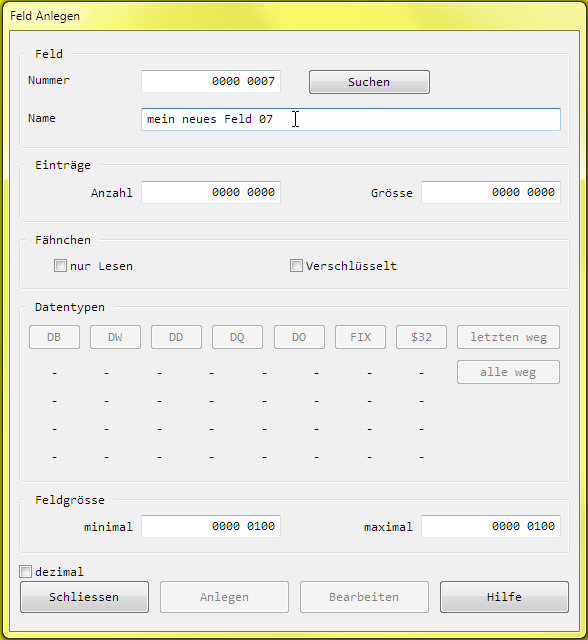 Feld Anlegen
Feld
Nummer 0000 0007 Suchen
Name mein neues Feld 07
Einträge
Anzahl 0000 0000 Grösse 0000 0000
Fähnchen
nur Lesen Verschlüsselt
Datentypen
DB DW DD DQ DO FIX $32 letzten weg
- - - - - - - alle weg
- - - - - - -
- - - - - - -
- - - - - - -
Feldgrösse
minimal 0000 0100 maximal 0000 0100
dezimal
Schliessen Anlegen Bearbeiten Hilfe